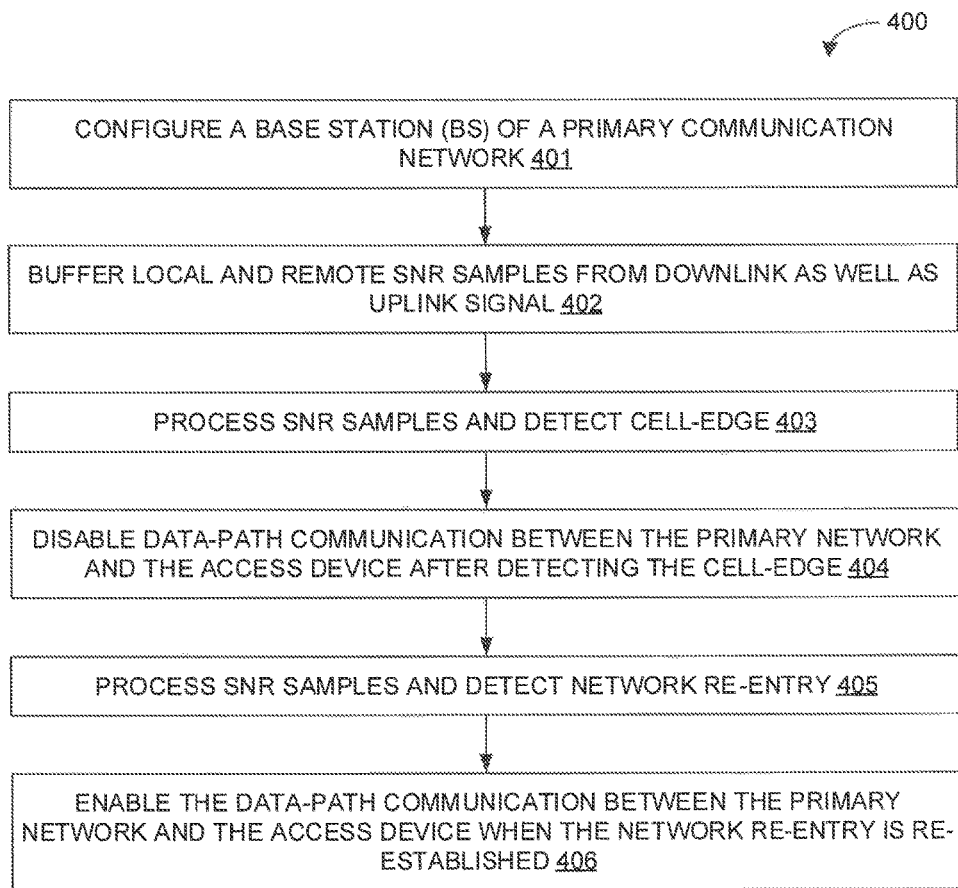 400
CONFIGURE A BASE STATION (BS) OF A PRIMARY COMMUNICATION
NETWORK 401
BUFFER LOCAL AND REMOTE SNR SAMPLES FROM DOWNLINK AS WELL AS
UPLINK SIGNAL 402
PROCESS SNR SAMPLES AND DETECT CELL-EDGE 403
DISABLE DATA-PATH COMMUNICATION BETWEEN THE PRIMARY NETWORK
AND THE ACCESS DEVICE AFTER DETECTING THE CELL-EDGE 404
PROCESS SNR SAMPLES AND DETECT NETWORK RE-ENTRY 405
ENABLE THE DATA-PATH COMMUNICATION BETWEEN THE PRIMARY
NETWORK AND THE ACCESS DEVICE WHEN THE NETWORK RE-ENTRY IS RE-
ESTABLISHED 406